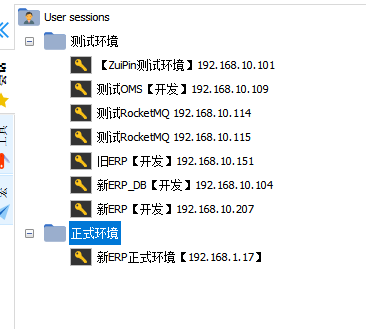 User sessions
测试环境
【ZuiPin测试环境】192.168.10.101
测试OMS【开发】192.168.10.109
测试RocketMQ 192.168.10.114
测试RocketMQ 192.168.10.115
旧ERP【开发】192.168.10.151
新ERP_DB【开发】192.168.10.104
新ERP【开发】192.168.10.207
正式环境
新ERP正式环境【192.168.1.17】